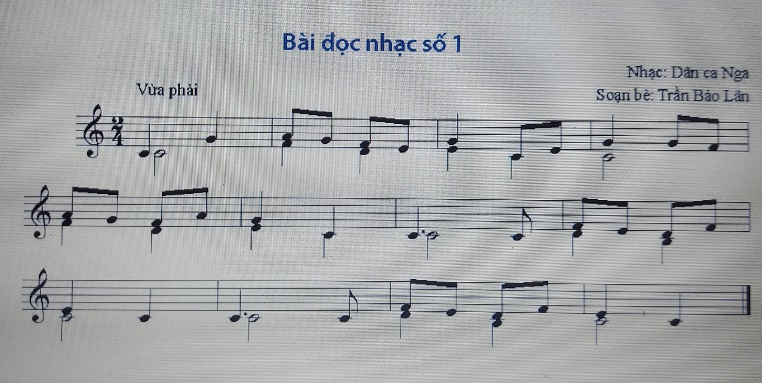 Bài đọc nhạc số 1
Nhạc: Dân ca Nga
Vừa phải
Soạn bè: Trần Bảo Lân
2
4